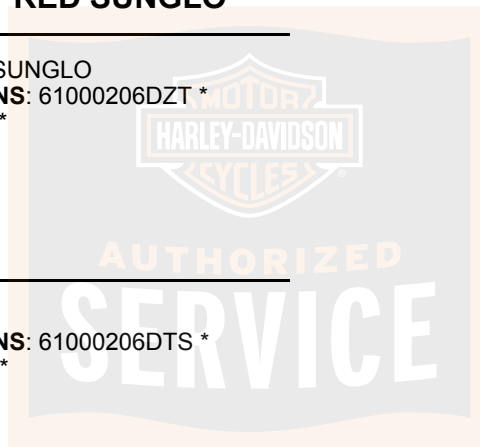 RED SUNGLO
SUNGLO
NS: 61000206DZT *
*
MOTOR
HARLEY-DAVIDSON
CYCLES
®
AUTHORIZED
NS: 61000206DTS *
SERVICE
*